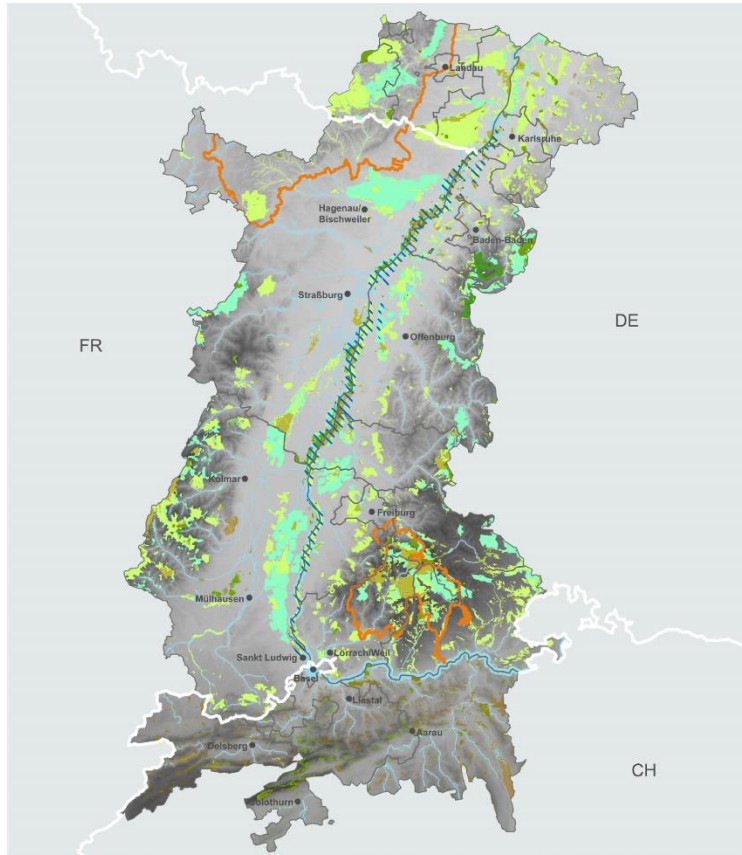 Landau
Karlsruhe
Hagenau/
Bischweiler
Baden-Baden
Straßburg
FR
DE
Offenburg
Kolmar
Freiburg
Mülhausen
Sankt Ludwig
Lörrach/Weil
Basel
Liestal
Aarau
Delsberg
CH
Solothurn